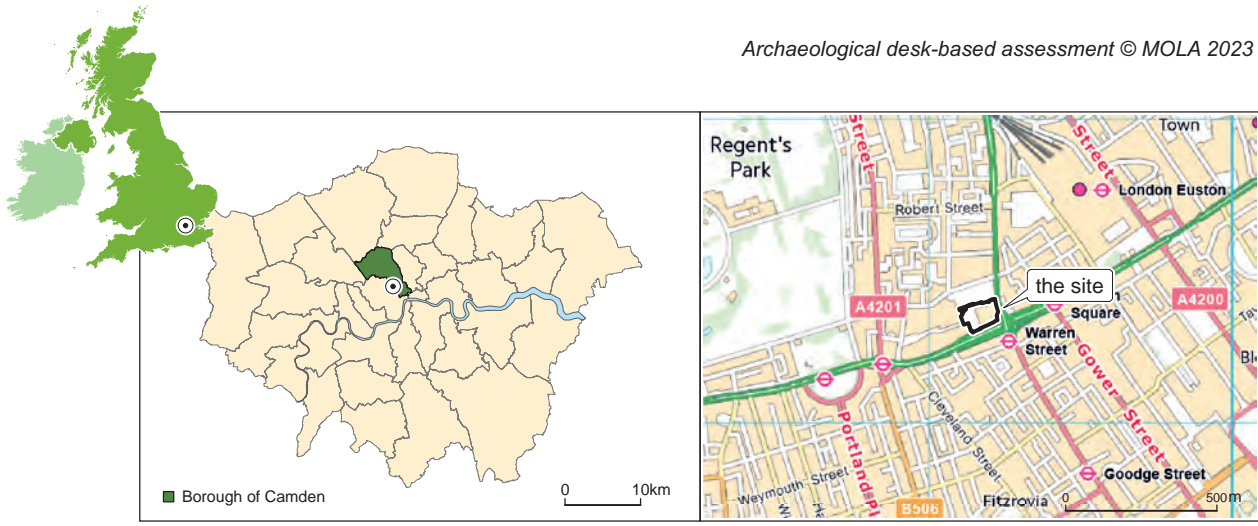 Archaeological desk-based assessment © MOLA 2023
Borough of Camden
0 10km
Regent's
Park
Street
Street
Town
London Euston
Robert Street
the site
A4201
A4200
Square
Warren
Street
Gower Street
Cleveland Street
Portland Pl
Goodge Street
Weymouth Street
B506
Fitzrovia
0 500m